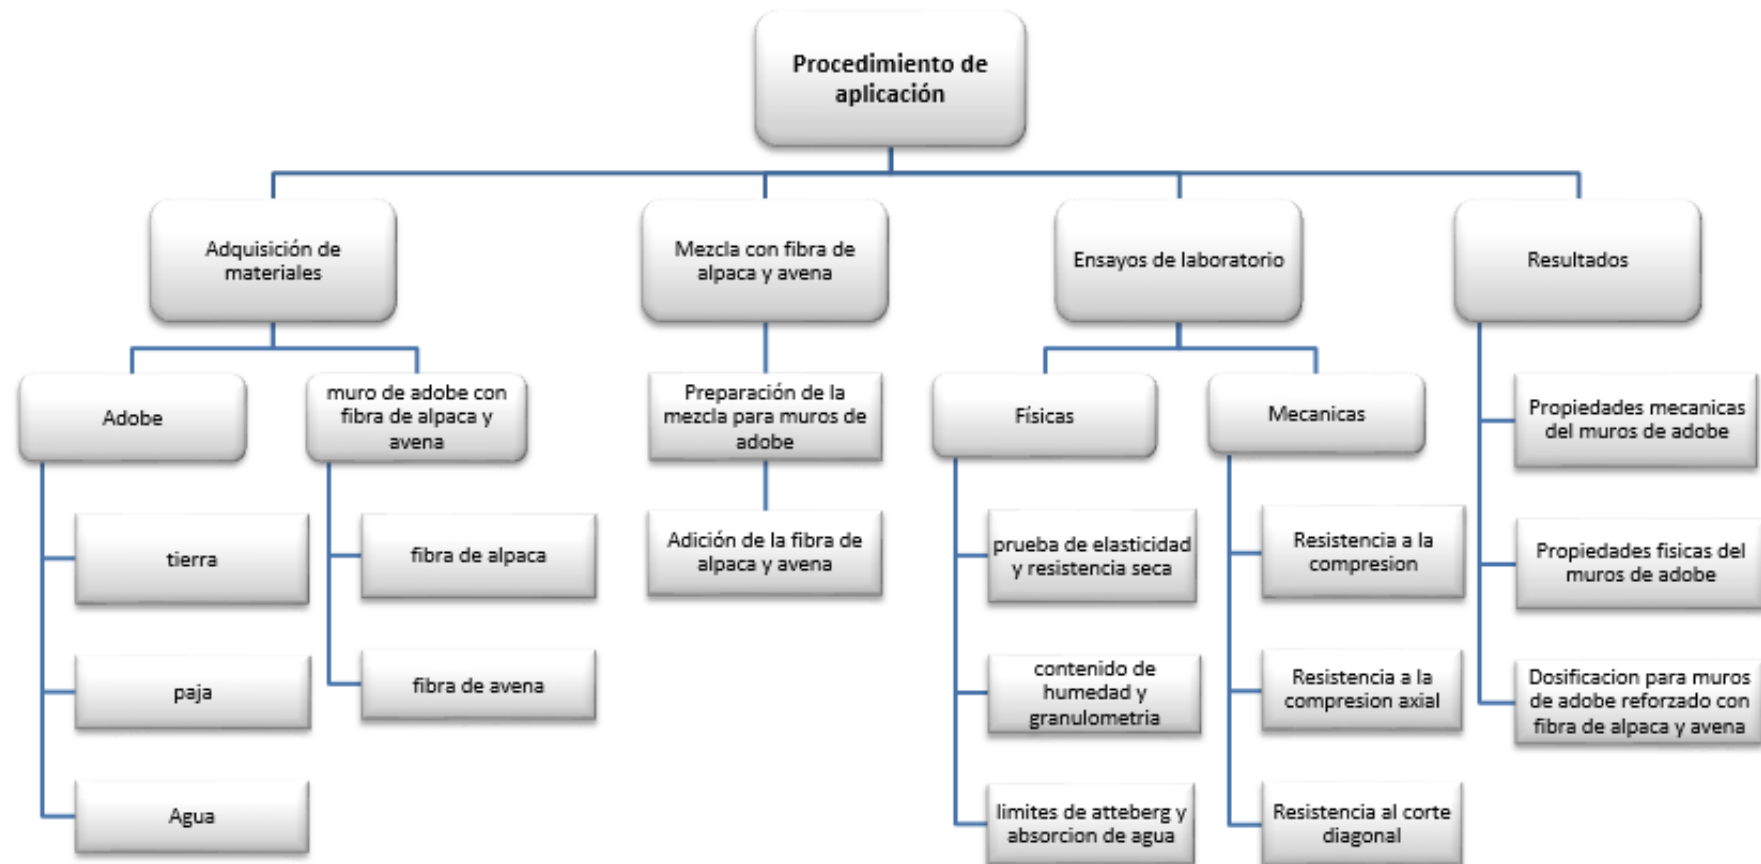 Procedimiento de
aplicación
Adquisición de
materiales
Mezcla con fibra de
alpaca y avena
Ensayos de laboratorio
Resultados
Adobe
muro de adobe con
fibra de alpaca y
avena
Preparación de la
mezcla para muros de
adobe
Físicas
Mecanicas
Propiedades mecanicas
del muros de adobe
tierra
fibra de alpaca
Adición de la fibra de
alpaca y avena
prueba de elasticidad
y resistencia seca
Resistencia a la
compresion
Propiedades fisicas del
muros de adobe
paja
fibra de avena
contenido de
humedad y
granulometria
Resistencia a la
compresion axial
Dosificacion para muros
de adobe reforzado con
fibra de alpaca y avena
Agua
limites de atteberg y
absorcion de agua
Resistencia al corte
diagonal